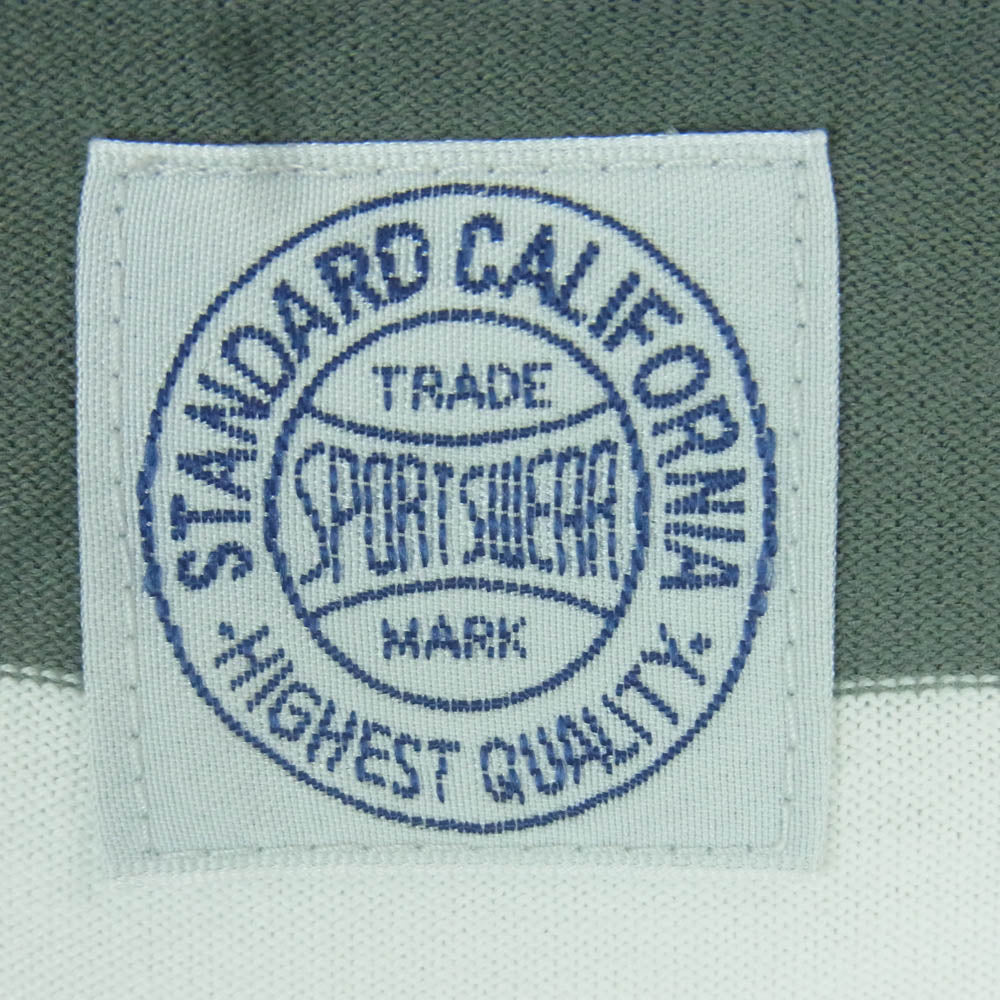 STANDARD CALIFORNIA
TRADE
SPORTSWEAR
MARK
·HIGHEST QUALITY·